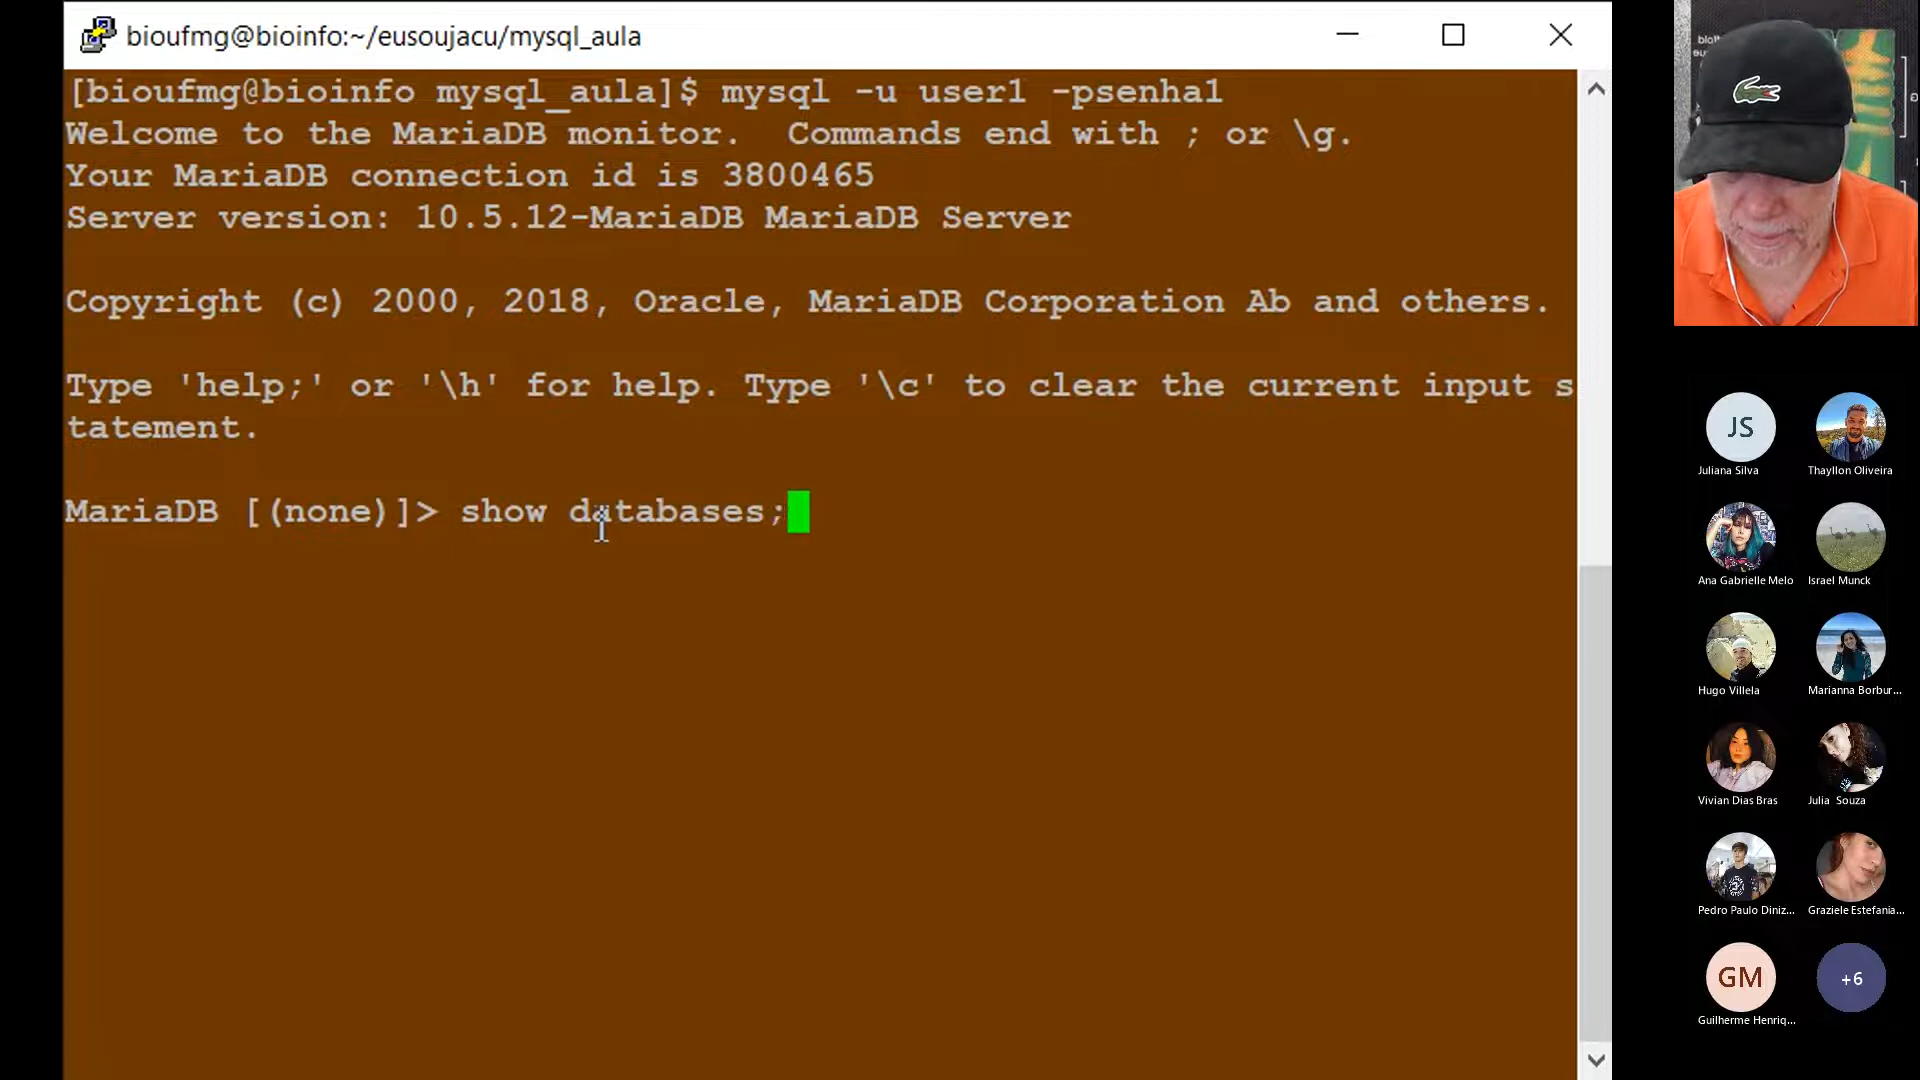 bioufmg@bioinfo:~/eusoujacu/mysql_aula
[bioufmg@bioinfo mysql_aula]$ mysql -u user1 -psenha1
Welcome to the MariaDB monitor.  Commands end with ; or \g.
Your MariaDB connection id is 3800465
Server version: 10.5.12-MariaDB MariaDB Server
Copyright (c) 2000, 2018, Oracle, MariaDB Corporation Ab and others.
Type 'help;' or '\h' for help. Type '\c' to clear the current input s
tatement.
MariaDB [(none)]> show databases;
JS
Juliana Silva
Thayllon Oliveira
Ana Gabrielle Melo
Israel Munck
Hugo Villela
Marianna Borbur...
Vivian Dias Bras
Julia Souza
Pedro Paulo Diniz...
Graziele Estefania...
GM
Guilherme Henriq...
+6